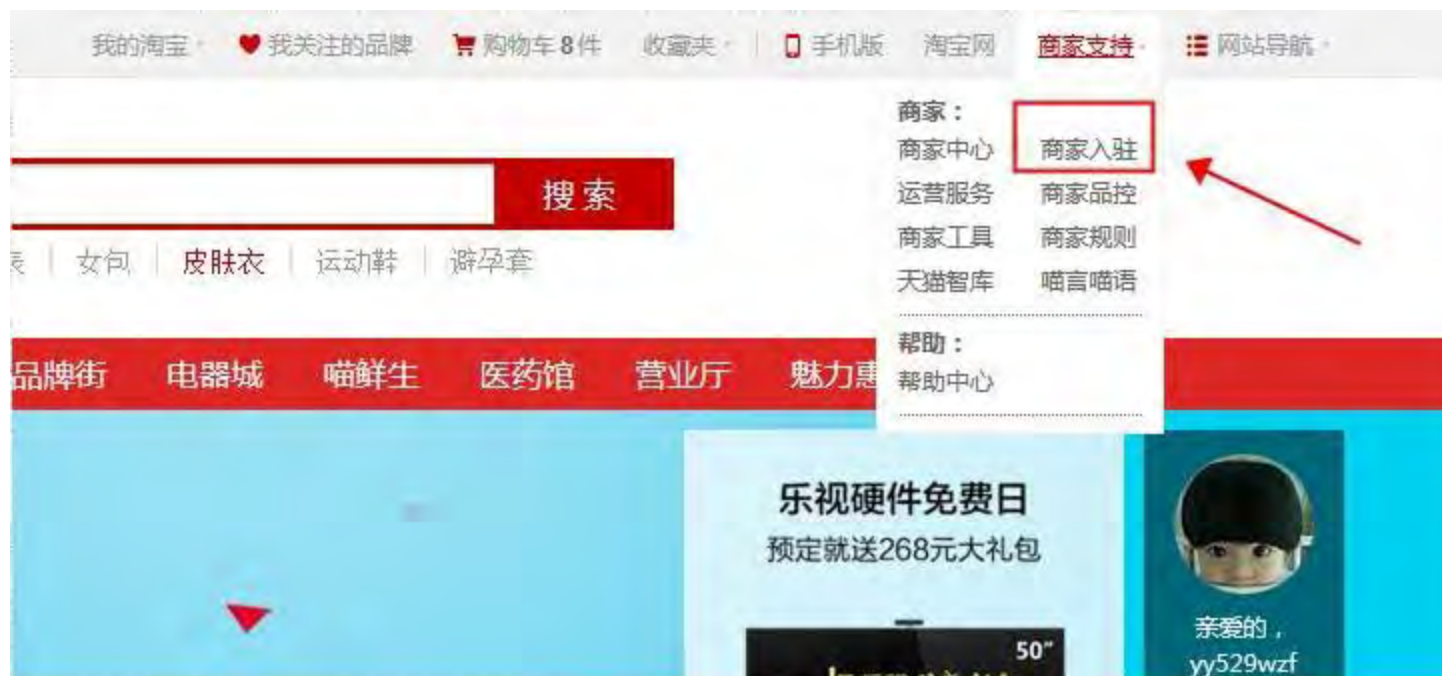 我的淘宝 我关注的品牌 购物车8件 收藏夹 手机版 淘宝网 商家支持 网站导航
商家：
商家中心 商家入驻
搜索
运营服务 商家品控
商家工具 商家规则
女包 皮肤衣 运动鞋 避孕套
天猫智库 喵言喵语
帮助：
品牌街 电器城 喵鲜生 医药馆 营业厅 魅力惠
帮助中心
乐视硬件免费日
预定就送268元大礼包
亲爱的，
50"
yy529wzf